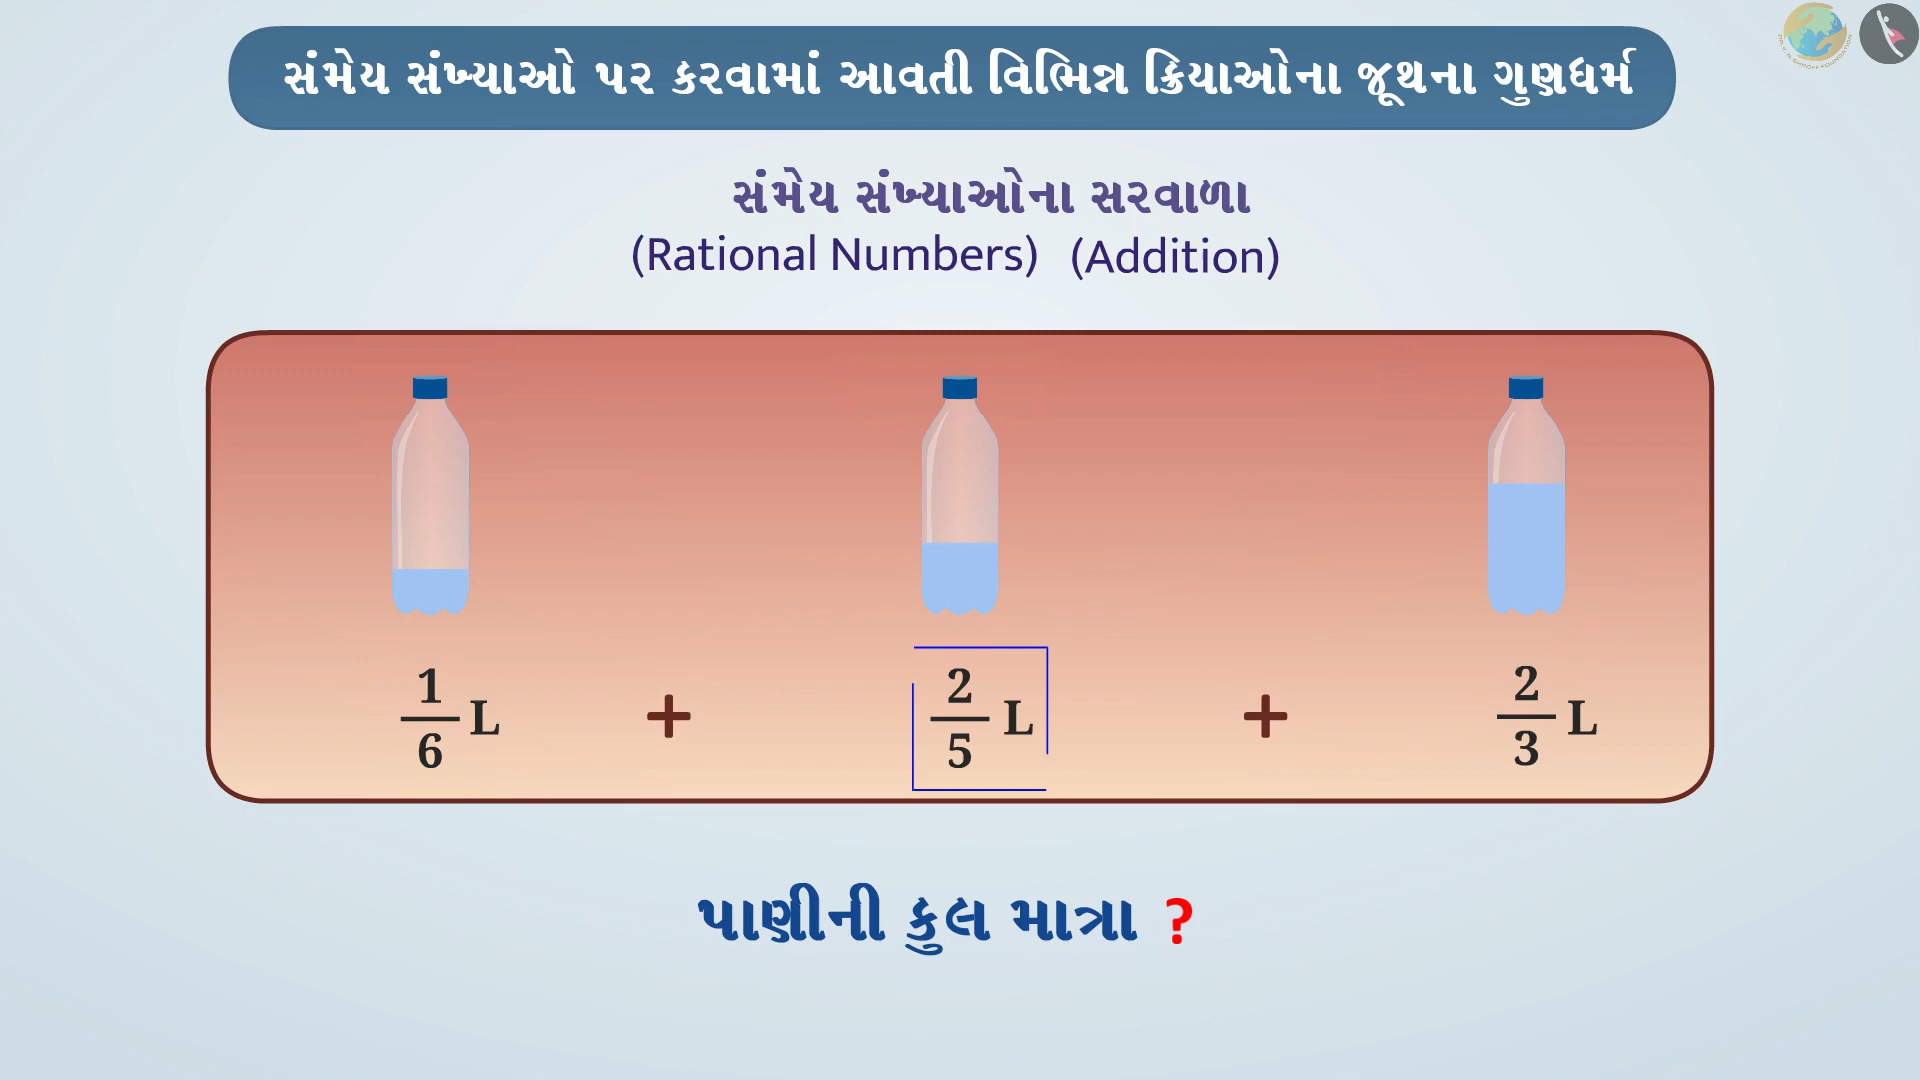 સંમેય સંખ્યાઓ પર કરવામાં આવતી વિભિન્ન ક્રિયાઓના જૂથના ગુણધર્મ
સંમેય સંખ્યાઓના સરવાળા
(Rational Numbers) (Addition)
1/6 L + 2/5 L + 2/3 L
પાણીની કુલ માત્રા ?